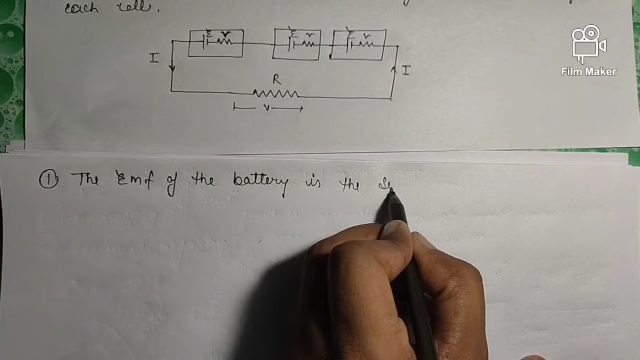 each cell.
E r E r E r
I I
R
V
Film Maker
① The Emf of the battery is the